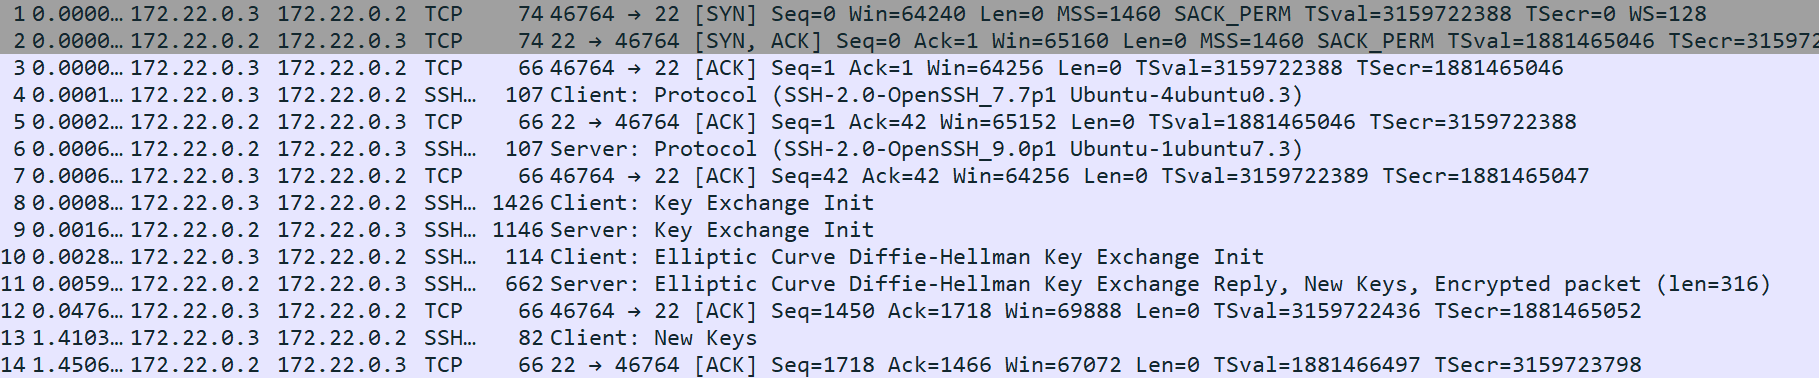 1 0.0000… 172.22.0.3 172.22.0.2 TCP 74 46764 → 22 [SYN] Seq=0 Win=64240 Len=0 MSS=1460 SACK_PERM TSval=3159722388 TSecr=0 WS=128
2 0.0000… 172.22.0.2 172.22.0.3 TCP 74 22 → 46764 [SYN, ACK] Seq=0 Ack=1 Win=65160 Len=0 MSS=1460 SACK_PERM TSval=1881465046 TSecr=315972
3 0.0000… 172.22.0.3 172.22.0.2 TCP 66 46764 → 22 [ACK] Seq=1 Ack=1 Win=64256 Len=0 TSval=3159722388 TSecr=1881465046
4 0.0001… 172.22.0.3 172.22.0.2 SSH… 107 Client: Protocol (SSH-2.0-OpenSSH_7.7p1 Ubuntu-4ubuntu0.3)
5 0.0002… 172.22.0.2 172.22.0.3 TCP 66 22 → 46764 [ACK] Seq=1 Ack=42 Win=65152 Len=0 TSval=1881465046 TSecr=3159722388
6 0.0006… 172.22.0.2 172.22.0.3 SSH… 107 Server: Protocol (SSH-2.0-OpenSSH_9.0p1 Ubuntu-1ubuntu7.3)
7 0.0006… 172.22.0.3 172.22.0.2 TCP 66 46764 → 22 [ACK] Seq=42 Ack=42 Win=64256 Len=0 TSval=3159722389 TSecr=1881465047
8 0.0008… 172.22.0.3 172.22.0.2 SSH… 1426 Client: Key Exchange Init
9 0.0016… 172.22.0.2 172.22.0.3 SSH… 1146 Server: Key Exchange Init
10 0.0028… 172.22.0.3 172.22.0.2 SSH… 114 Client: Elliptic Curve Diffie-Hellman Key Exchange Init
11 0.0059… 172.22.0.2 172.22.0.3 SSH… 662 Server: Elliptic Curve Diffie-Hellman Key Exchange Reply, New Keys, Encrypted packet (len=316)
12 0.0476… 172.22.0.3 172.22.0.2 TCP 66 46764 → 22 [ACK] Seq=1450 Ack=1718 Win=69888 Len=0 TSval=3159722436 TSecr=1881465052
13 1.4103… 172.22.0.3 172.22.0.2 SSH… 82 Client: New Keys
14 1.4506… 172.22.0.2 172.22.0.3 TCP 66 22 → 46764 [ACK] Seq=1718 Ack=1466 Win=67072 Len=0 TSval=1881466497 TSecr=3159723798